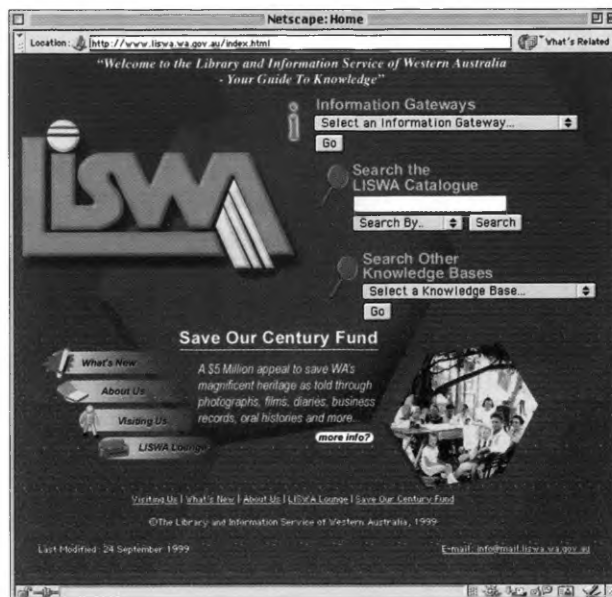 Netscape: Home
Location: http://www.liswa.wa.gov.au/index.html
What's Related
"Welcome to the Library and Information Service of Western Australia
- Your Guide To Knowledge"
LISWA
Information Gateways
Select an Information Gateway...
Go
Search the
LISWA Catalogue
Search By..
Search
Search Other
Knowledge Bases
Select a Knowledge Base...
Go
Save Our Century Fund
What's New
About Us
Visiting Us
LISWA Lounge
A $5 Million appeal to save WA's
magnificent heritage as told through
photographs, films, diaries, business
records, oral histories and more...
more info?
Visiting Us | What's New | About Us | LISWA Lounge | Save Our Century Fund
©The Library and Information Service of Western Australia, 1999
Last Modified: 24 September 1999
E-mail: info@mail.liswa.wa.gov.au